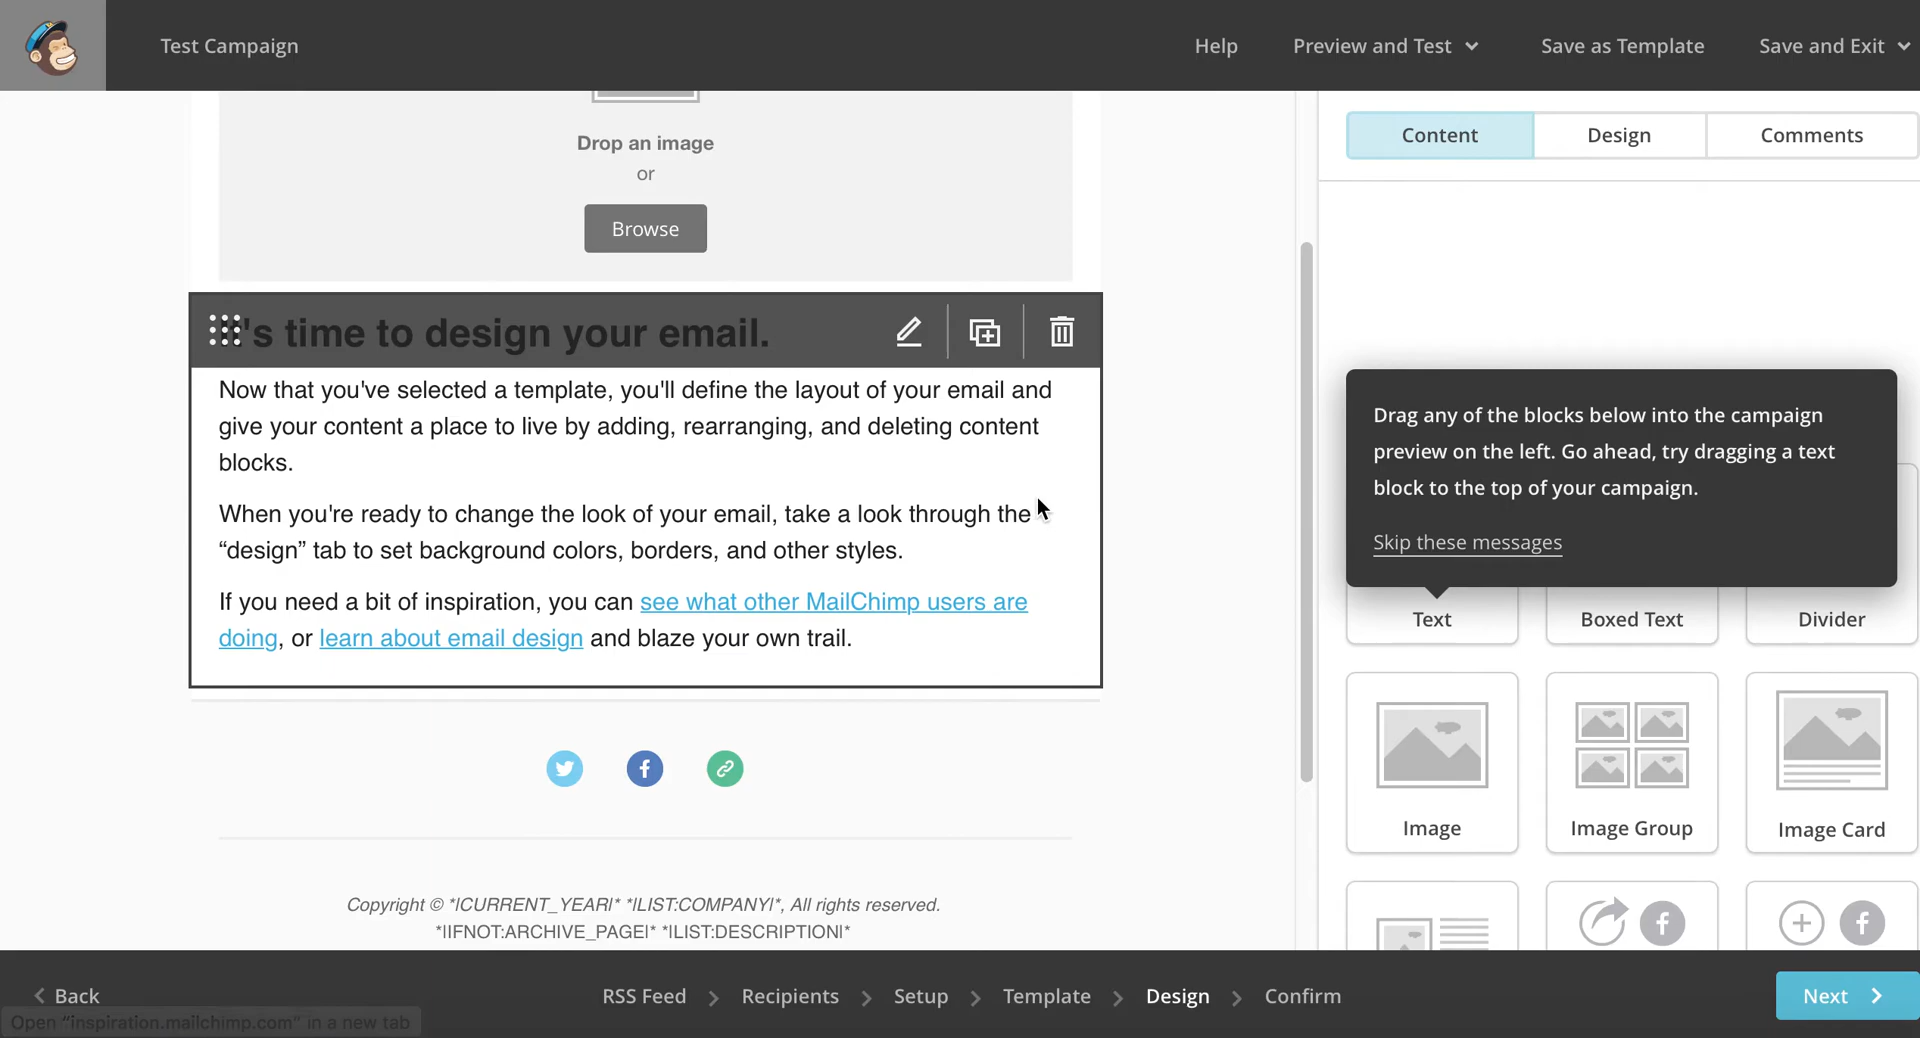 Test Campaign
Help
Preview and Test
Save as Template
Save and Exit
Drop an image
or
Browse
It's time to design your email.
Now that you've selected a template, you'll define the layout of your email and
give your content a place to live by adding, rearranging, and deleting content
blocks.
When you're ready to change the look of your email, take a look through the
“design” tab to set background colors, borders, and other styles.
If you need a bit of inspiration, you can see what other MailChimp users are
doing, or learn about email design and blaze your own trail.
Copyright © *|CURRENT_YEAR|* *|LIST:COMPANY|*, All rights reserved.
*|IFNOT:ARCHIVE_PAGE|* *|LIST:DESCRIPTION|*
Content
Design
Comments
Drag any of the blocks below into the campaign
preview on the left. Go ahead, try dragging a text
block to the top of your campaign.
Skip these messages
Text
Boxed Text
Divider
Image
Image Group
Image Card
Back
RSS Feed
Recipients
Setup
Template
Design
Confirm
Next
Open “inspiration.mailchimp.com” in a new tab